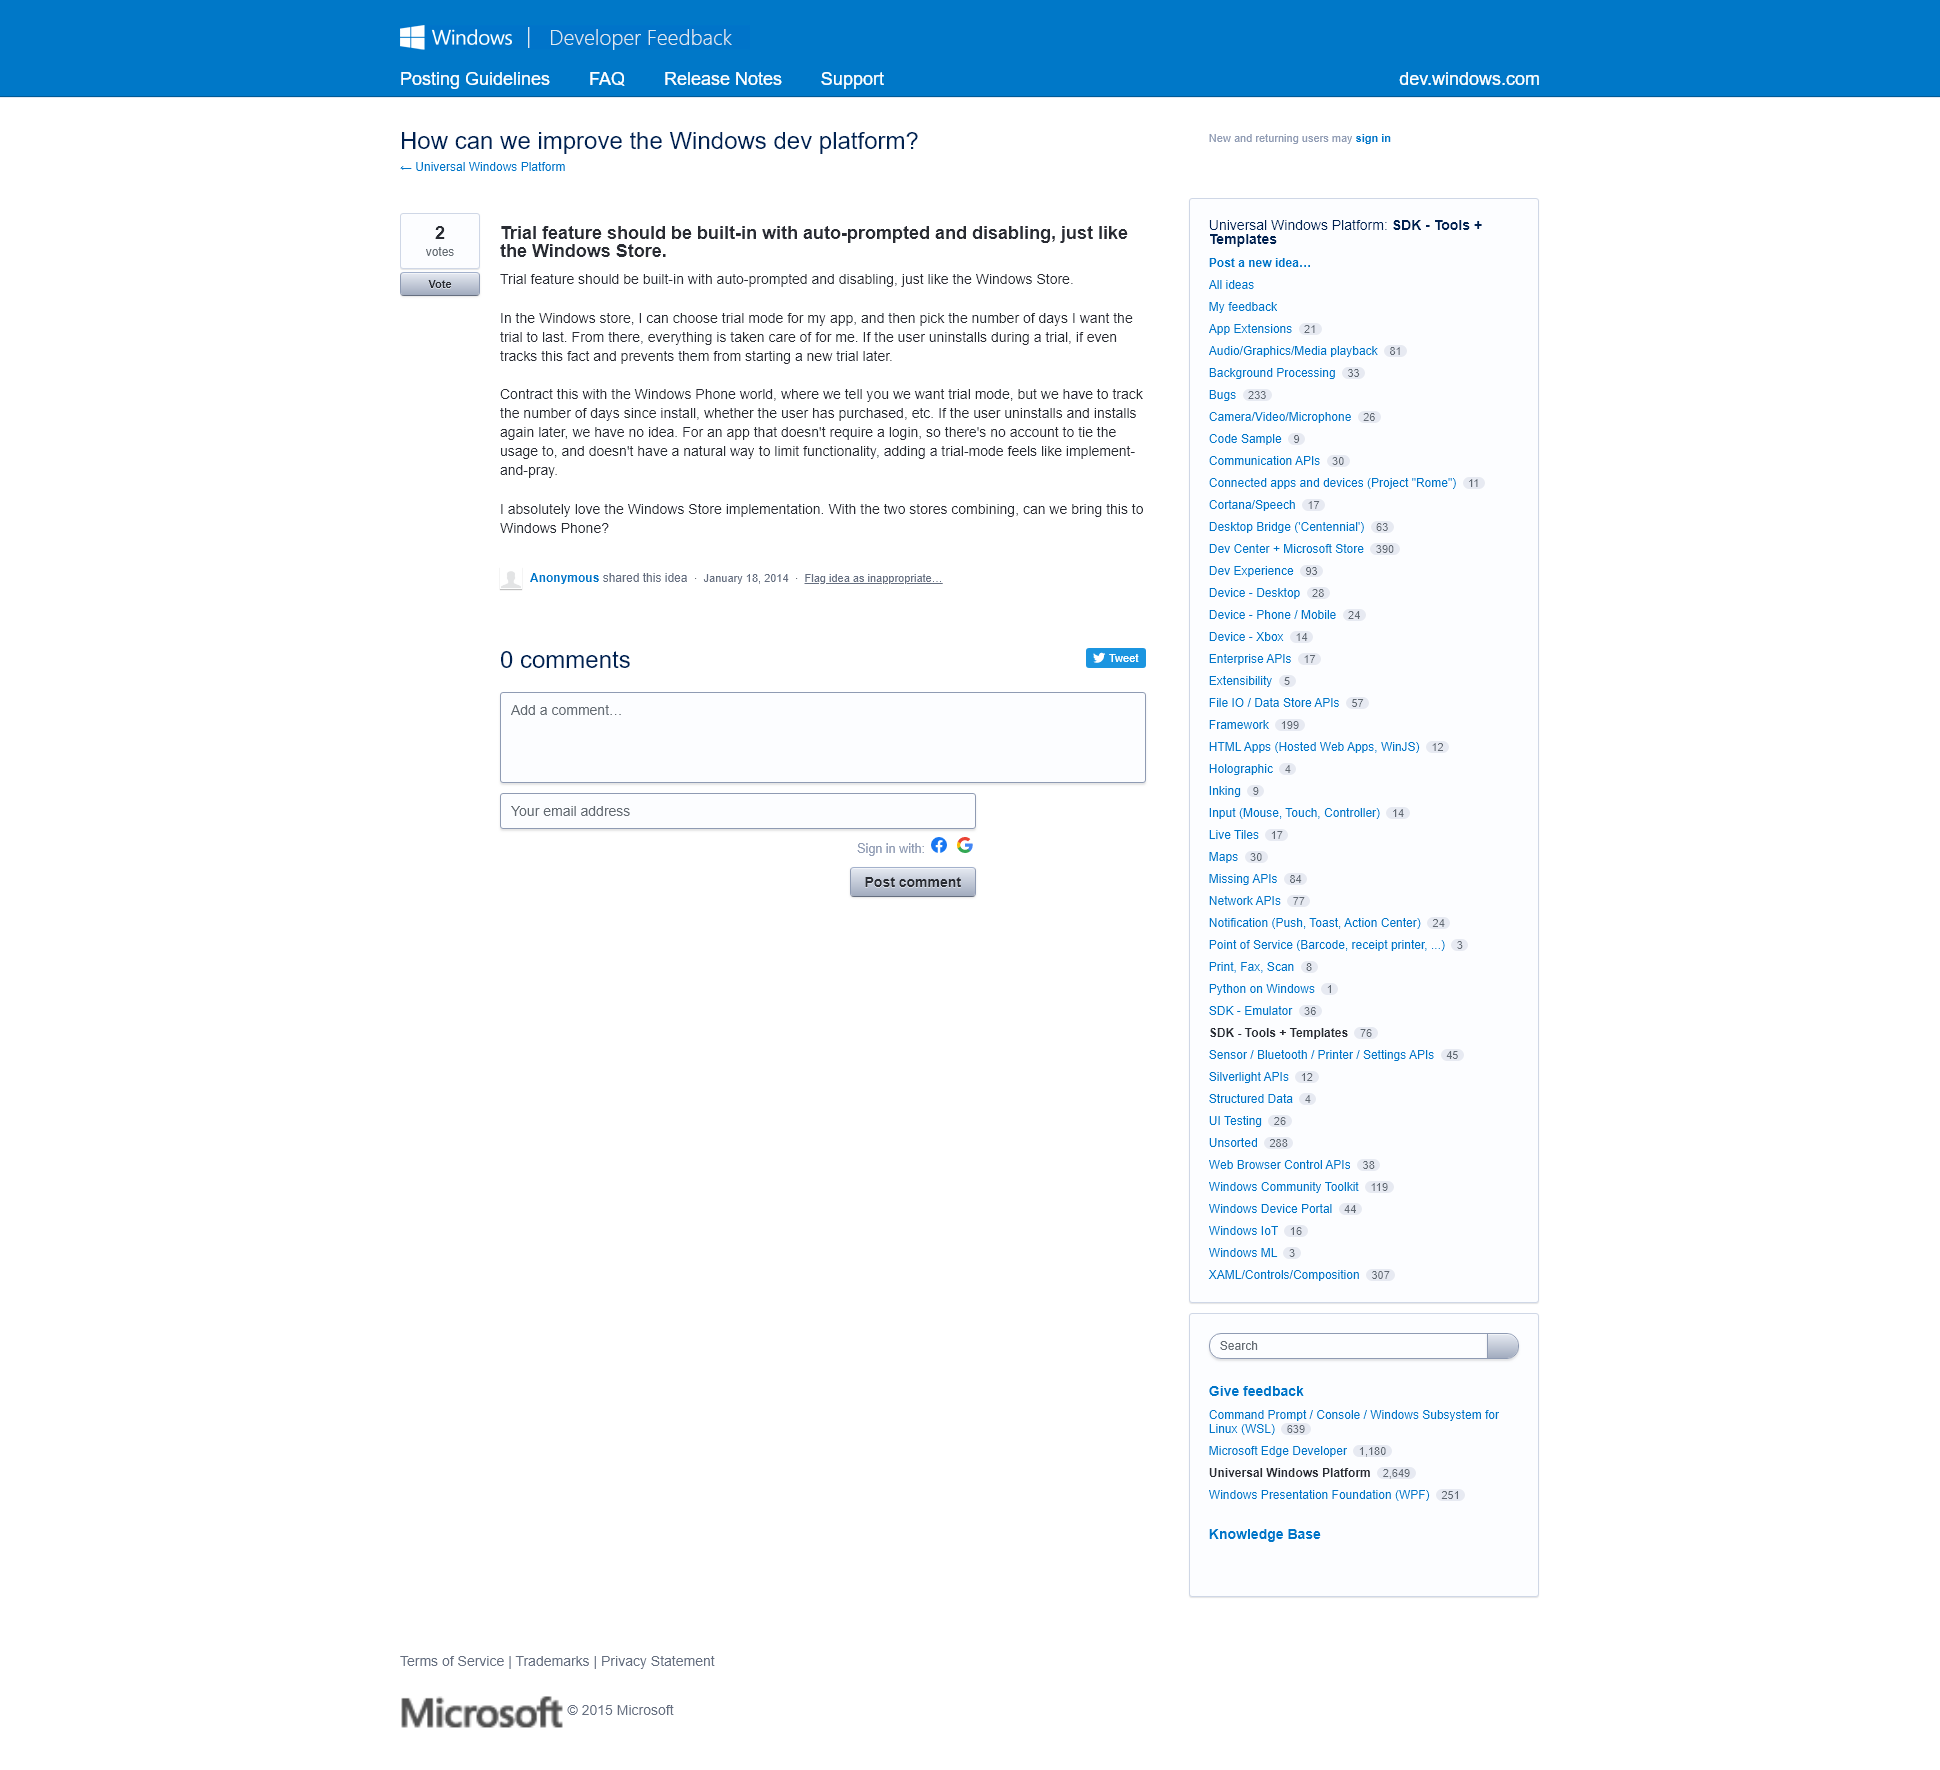 Windows | Developer Feedback
Posting Guidelines FAQ Release Notes Support dev.windows.com
How can we improve the Windows dev platform?
← Universal Windows Platform
New and returning users may sign in
2
votes
Vote
Trial feature should be built-in with auto-prompted and disabling, just like
the Windows Store.
Trial feature should be built-in with auto-prompted and disabling, just like the Windows Store.
In the Windows store, I can choose trial mode for my app, and then pick the number of days I want the
trial to last. From there, everything is taken care of for me. If the user uninstalls during a trial, if even
tracks this fact and prevents them from starting a new trial later.
Contract this with the Windows Phone world, where we tell you we want trial mode, but we have to track
the number of days since install, whether the user has purchased, etc. If the user uninstalls and installs
again later, we have no idea. For an app that doesn't require a login, so there's no account to tie the
usage to, and doesn't have a natural way to limit functionality, adding a trial-mode feels like implement-
and-pray.
I absolutely love the Windows Store implementation. With the two stores combining, can we bring this to
Windows Phone?
Anonymous shared this idea · January 18, 2014 · Flag idea as inappropriate…
0 comments
Tweet
Add a comment…
Your email address
Sign in with:
Post comment
Universal Windows Platform: SDK - Tools +
Templates
Post a new idea…
All ideas
My feedback
App Extensions 21
Audio/Graphics/Media playback 81
Background Processing 33
Bugs 233
Camera/Video/Microphone 26
Code Sample 9
Communication APIs 30
Connected apps and devices (Project "Rome") 11
Cortana/Speech 17
Desktop Bridge ('Centennial') 63
Dev Center + Microsoft Store 390
Dev Experience 93
Device - Desktop 28
Device - Phone / Mobile 24
Device - Xbox 14
Enterprise APIs 17
Extensibility 5
File IO / Data Store APIs 57
Framework 199
HTML Apps (Hosted Web Apps, WinJS) 12
Holographic 4
Inking 9
Input (Mouse, Touch, Controller) 14
Live Tiles 17
Maps 30
Missing APIs 84
Network APIs 77
Notification (Push, Toast, Action Center) 24
Point of Service (Barcode, receipt printer, ...) 3
Print, Fax, Scan 8
Python on Windows 1
SDK - Emulator 36
SDK - Tools + Templates 76
Sensor / Bluetooth / Printer / Settings APIs 45
Silverlight APIs 12
Structured Data 4
UI Testing 26
Unsorted 288
Web Browser Control APIs 38
Windows Community Toolkit 119
Windows Device Portal 44
Windows IoT 16
Windows ML 3
XAML/Controls/Composition 307
Search
Give feedback
Command Prompt / Console / Windows Subsystem for
Linux (WSL) 639
Microsoft Edge Developer 1,180
Universal Windows Platform 2,649
Windows Presentation Foundation (WPF) 251
Knowledge Base
Terms of Service | Trademarks | Privacy Statement
Microsoft © 2015 Microsoft